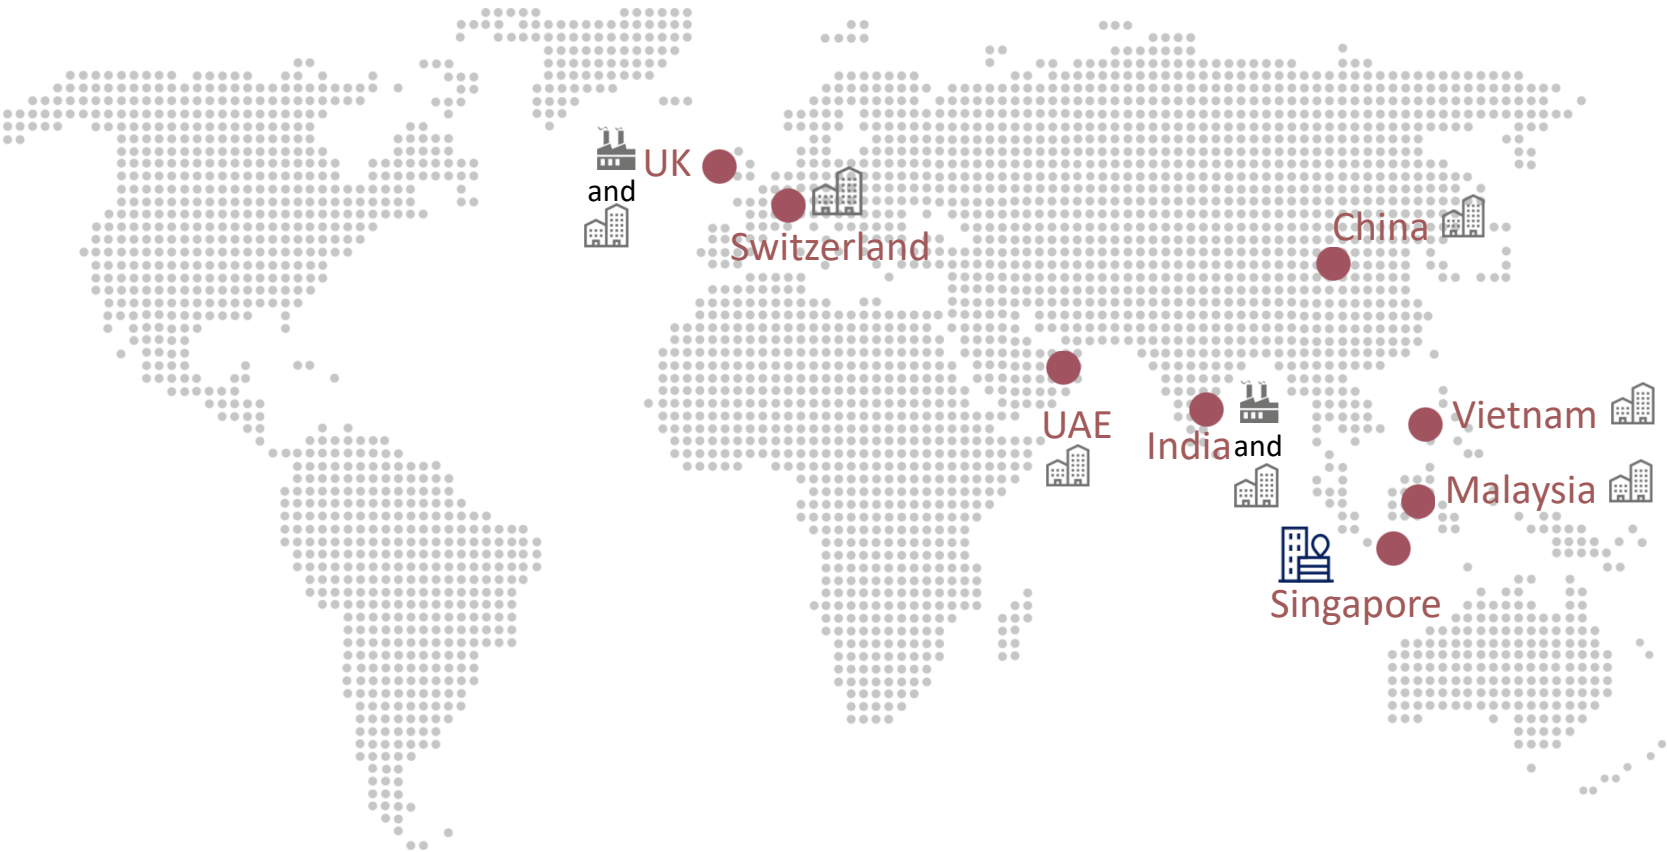 UK
and
Switzerland
China
UAE
India and
Vietnam
Malaysia
Singapore